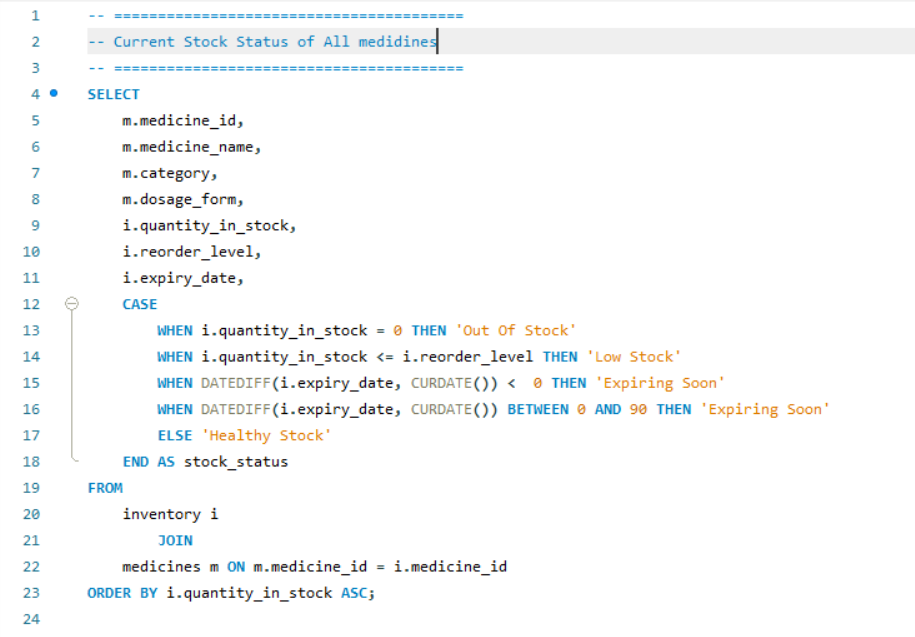 1 -- ========================================
2 -- Current Stock Status of All medidines
3 -- ========================================
4 SELECT
5 m.medicine_id,
6 m.medicine_name,
7 m.category,
8 m.dosage_form,
9 i.quantity_in_stock,
10 i.reorder_level,
11 i.expiry_date,
12 CASE
13 WHEN i.quantity_in_stock = 0 THEN 'Out Of Stock'
14 WHEN i.quantity_in_stock <= i.reorder_level THEN 'Low Stock'
15 WHEN DATEDIFF(i.expiry_date, CURDATE()) <  0 THEN 'Expiring Soon'
16 WHEN DATEDIFF(i.expiry_date, CURDATE()) BETWEEN 0 AND 90 THEN 'Expiring Soon'
17 ELSE 'Healthy Stock'
18 END AS stock_status
19 FROM
20 inventory i
21 JOIN
22 medicines m ON m.medicine_id = i.medicine_id
23 ORDER BY i.quantity_in_stock ASC;
24